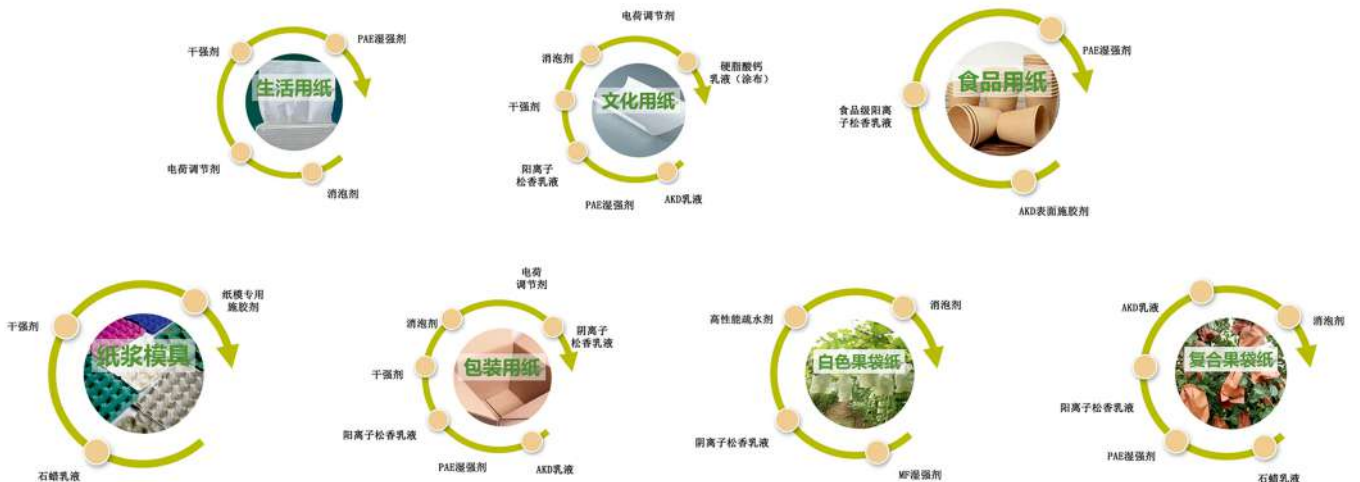 PAE湿强剂
干强剂
生活用纸
电荷调节剂
消泡剂
电荷调节剂
消泡剂
硬脂酸钙
乳液（涂布）
干强剂
文化用纸
阳离子
松香乳液
PAE湿强剂
AKD乳液
PAE湿强剂
食品用纸
食品级阳离
子松香乳液
AKD表面施胶剂
纸模专用
施胶剂
干强剂
纸浆模具
石蜡乳液
电荷
调节剂
消泡剂
阴离子
松香乳液
干强剂
包装用纸
阳离子松香乳液
PAE湿强剂
AKD乳液
高性能疏水剂
消泡剂
白色果袋纸
阴离子松香乳液
MF湿强剂
AKD乳液
消泡剂
复合果袋纸
阳离子松香乳液
PAE湿强剂
石蜡乳液